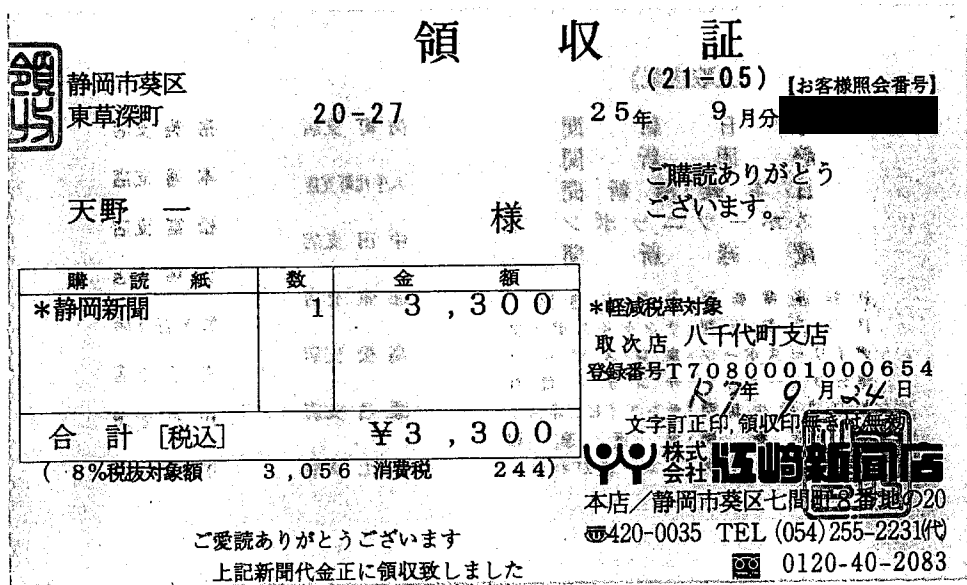 領収証
領収
静岡市葵区
東草深町 20-27
(21-05) 【お客様照会番号】
25年 9月分
天野 一 様
ご購読ありがとう
ございます。
購読紙 数 金額
*静岡新聞 1 3,300
合計 [税込] ¥3,300
( 8%税抜対象額 3,056 消費税 244)
*軽減税率対象
取次店 八千代町支店
登録番号T7080001000654
R7年 9月24日
文字訂正印,領収印無き付無効
株式会社 江崎新聞店
本店/静岡市葵区七間町8番地の20
〠420-0035 TEL (054)255-2231(代)
0120-40-2083
ご愛読ありがとうございます
上記新聞代金正に領収致しました